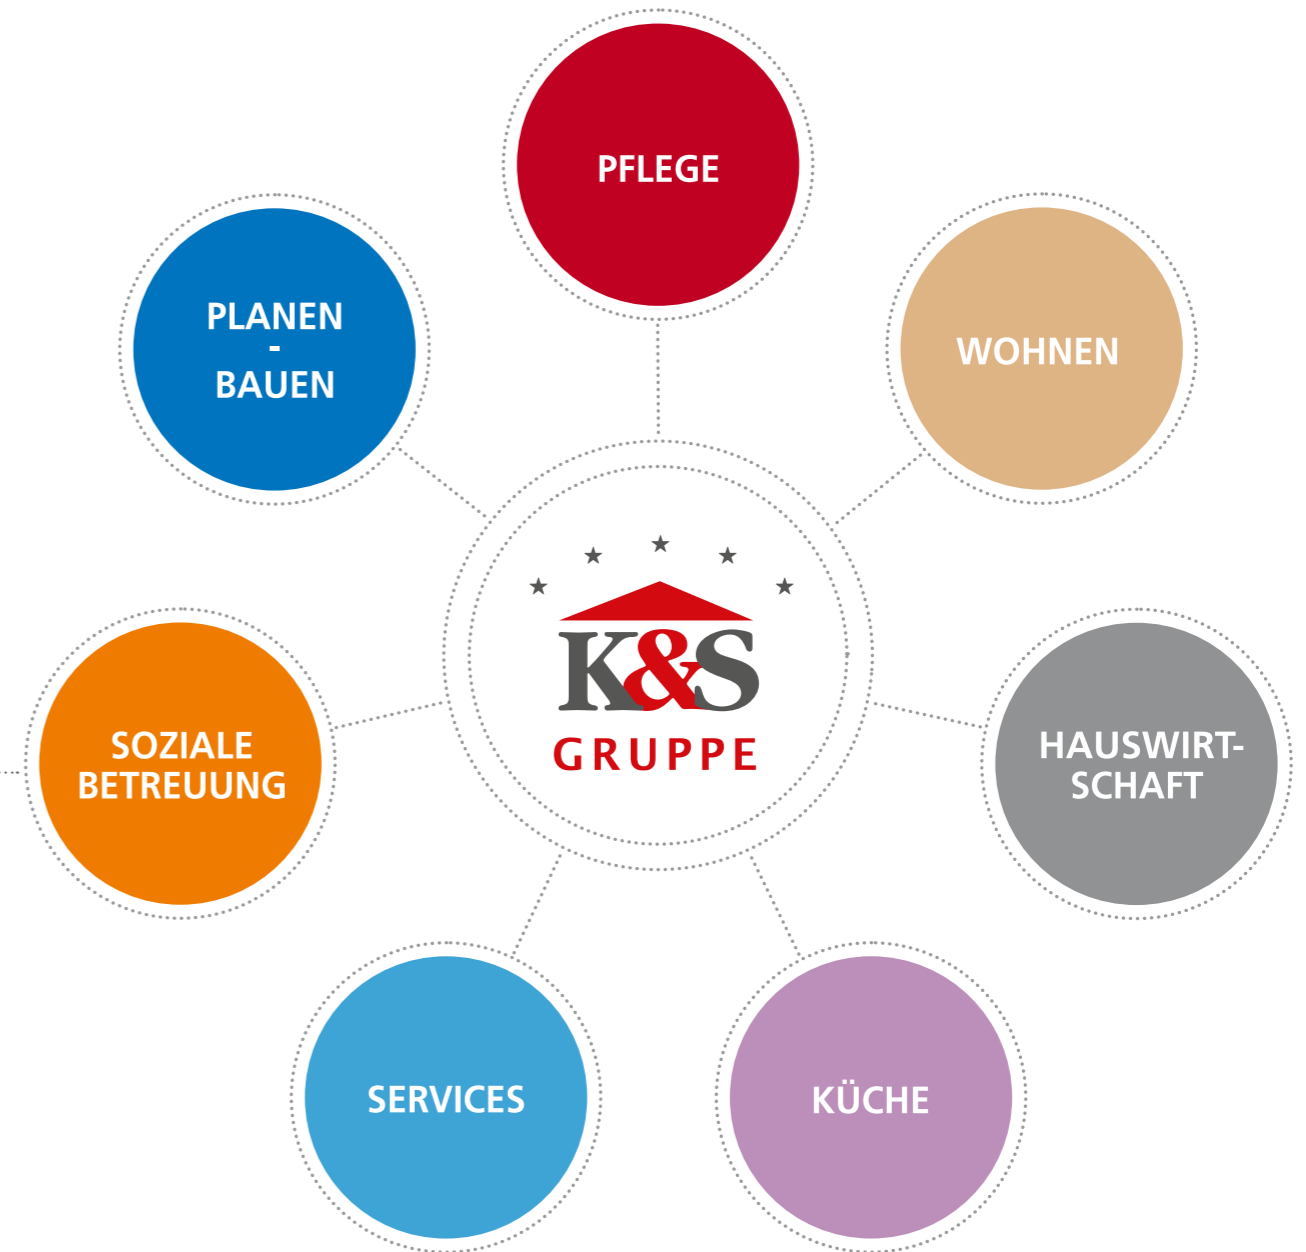 PFLEGE
PLANEN
-
BAUEN
WOHNEN
K&S
GRUPPE
SOZIALE
BETREUUNG
HAUSWIRT-
SCHAFT
SERVICES
KÜCHE